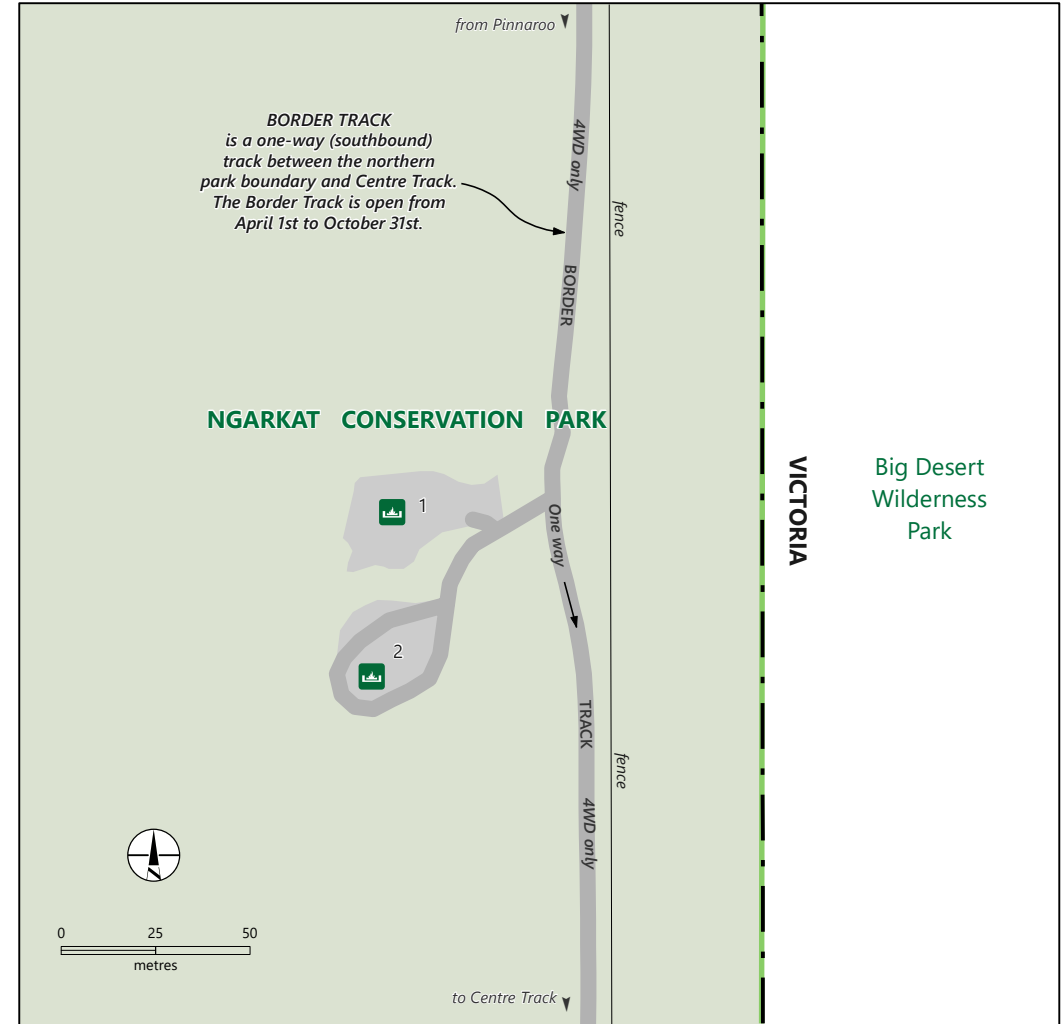 from Pinnaroo
BORDER TRACK
is a one-way (southbound)
track between the northern
park boundary and Centre Track.
The Border Track is open from
April 1st to October 31st.
4WD only
fence
BORDER
NGARKAT CONSERVATION PARK
VICTORIA
Big Desert
Wilderness
Park
1
One way
2
TRACK
fence
4WD only
N
0 25 50
metres
to Centre Track